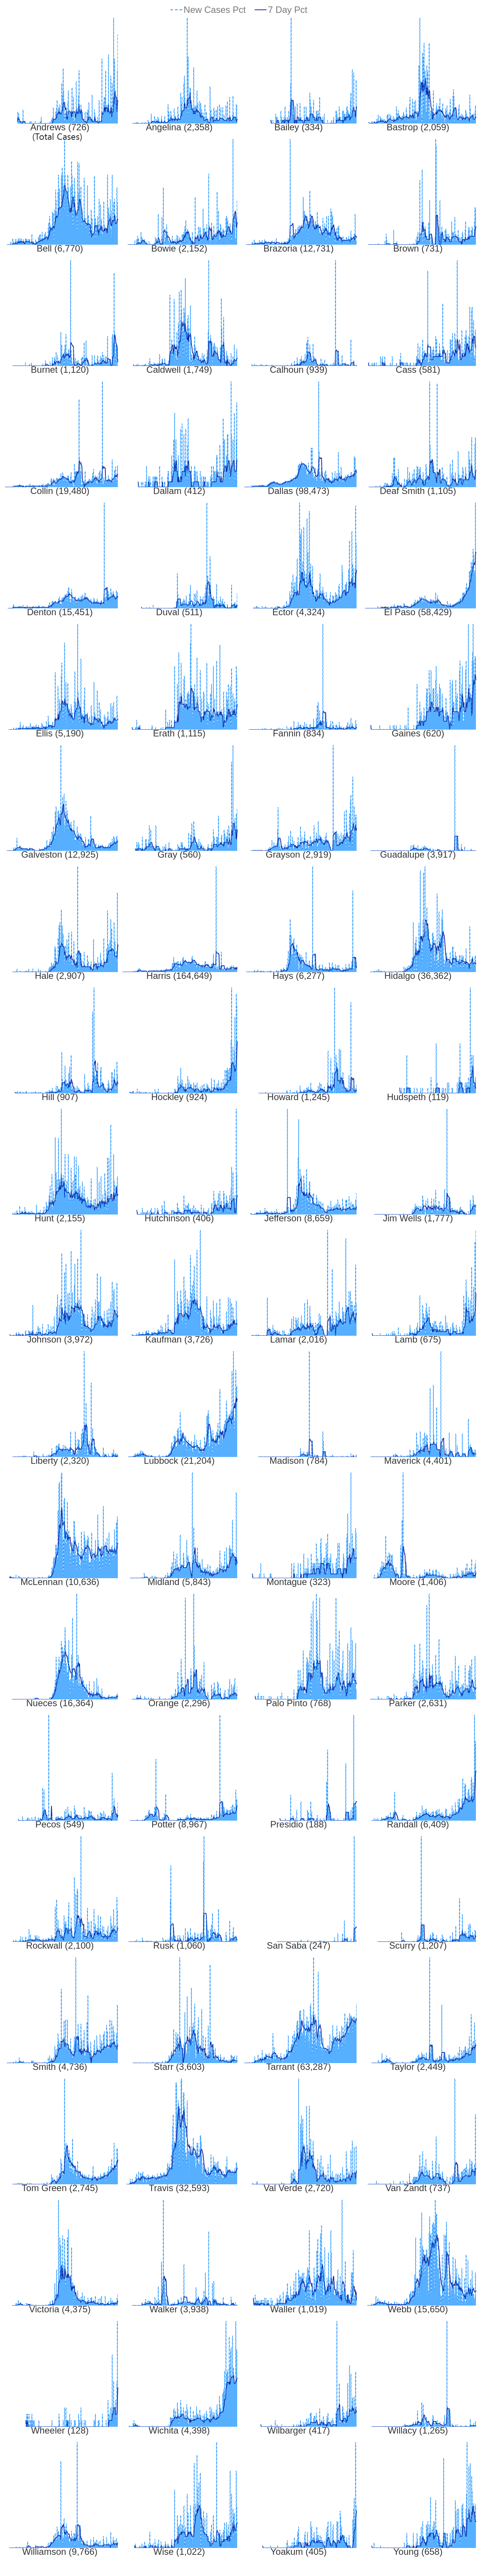 New Cases Pct 7 Day Pct
Andrews (726) Angelina (2,358) Bailey (334) Bastrop (2,059)
(Total Cases)
Bell (6,770) Bowie (2,152) Brazoria (12,731) Brown (731)
Burnet (1,120) Caldwell (1,749) Calhoun (939) Cass (581)
Collin (19,480) Dallam (412) Dallas (98,473) Deaf Smith (1,105)
Denton (15,451) Duval (511) Ector (4,324) El Paso (58,429)
Ellis (5,190) Erath (1,115) Fannin (834) Gaines (620)
Galveston (12,925) Gray (560) Grayson (2,919) Guadalupe (3,917)
Hale (2,907) Harris (164,649) Hays (6,277) Hidalgo (36,362)
Hill (907) Hockley (924) Howard (1,245) Hudspeth (119)
Hunt (2,155) Hutchinson (406) Jefferson (8,659) Jim Wells (1,777)
Johnson (3,972) Kaufman (3,726) Lamar (2,016) Lamb (675)
Liberty (2,320) Lubbock (21,204) Madison (784) Maverick (4,401)
McLennan (10,636) Midland (5,843) Montague (323) Moore (1,406)
Nueces (16,364) Orange (2,296) Palo Pinto (768) Parker (2,631)
Pecos (549) Potter (8,967) Presidio (188) Randall (6,409)
Rockwall (2,100) Rusk (1,060) San Saba (247) Scurry (1,207)
Smith (4,736) Starr (3,603) Tarrant (63,287) Taylor (2,449)
Tom Green (2,745) Travis (32,593) Val Verde (2,720) Van Zandt (737)
Victoria (4,375) Walker (3,938) Waller (1,019) Webb (15,650)
Wheeler (128) Wichita (4,398) Wilbarger (417) Willacy (1,265)
Williamson (9,766) Wise (1,022) Yoakum (405) Young (658)